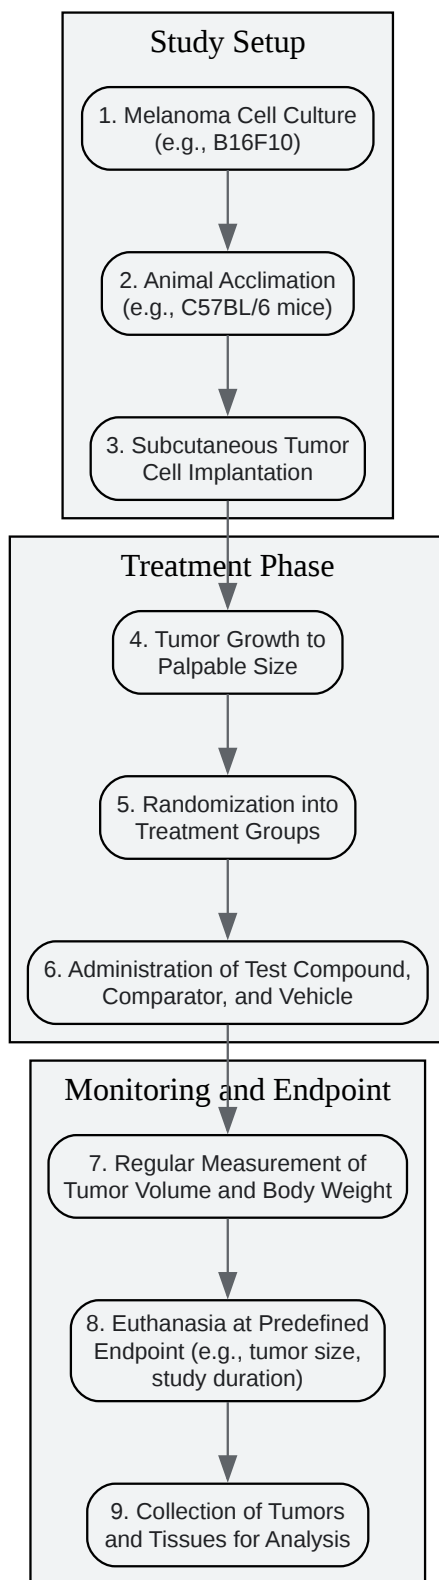 Study Setup
1. Melanoma Cell Culture
(e.g., B16F10)
2. Animal Acclimation
(e.g., C57BL/6 mice)
3. Subcutaneous Tumor
Cell Implantation
Treatment Phase
4. Tumor Growth to
Palpable Size
5. Randomization into
Treatment Groups
6. Administration of Test Compound,
Comparator, and Vehicle
Monitoring and Endpoint
7. Regular Measurement of
Tumor Volume and Body Weight
8. Euthanasia at Predefined
Endpoint (e.g., tumor size,
study duration)
9. Collection of Tumors
and Tissues for Analysis